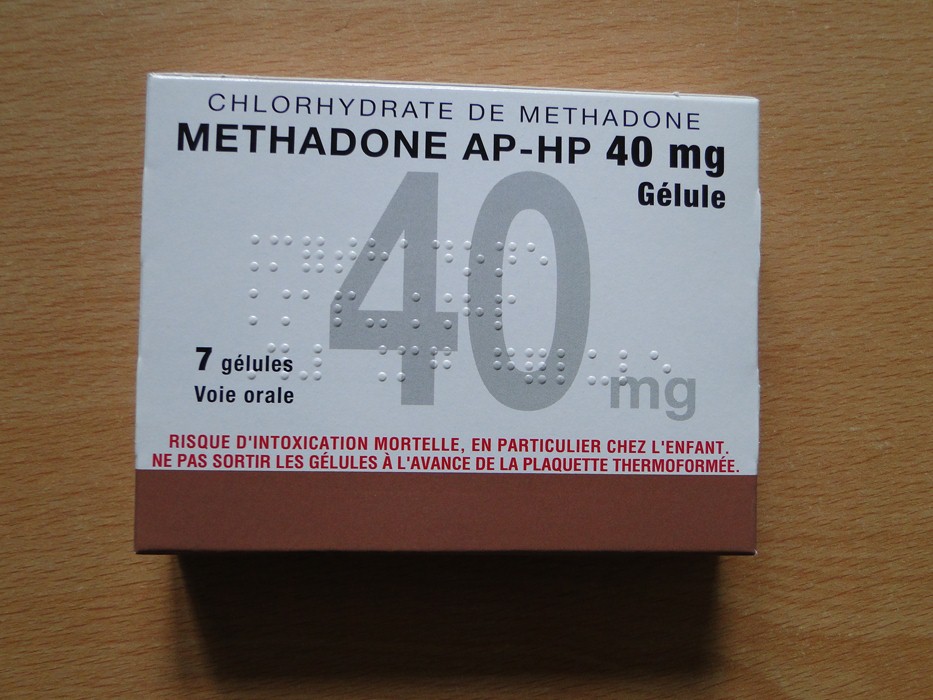 CHLORHYDRATE DE METHADONE
METHADONE AP-HP 40 mg
Gélule
40 mg
7 gélules
Voie orale
RISQUE D'INTOXICATION MORTELLE, EN PARTICULIER CHEZ L'ENFANT.
NE PAS SORTIR LES GÉLULES À L'AVANCE DE LA PLAQUETTE THERMOFORMÉE.